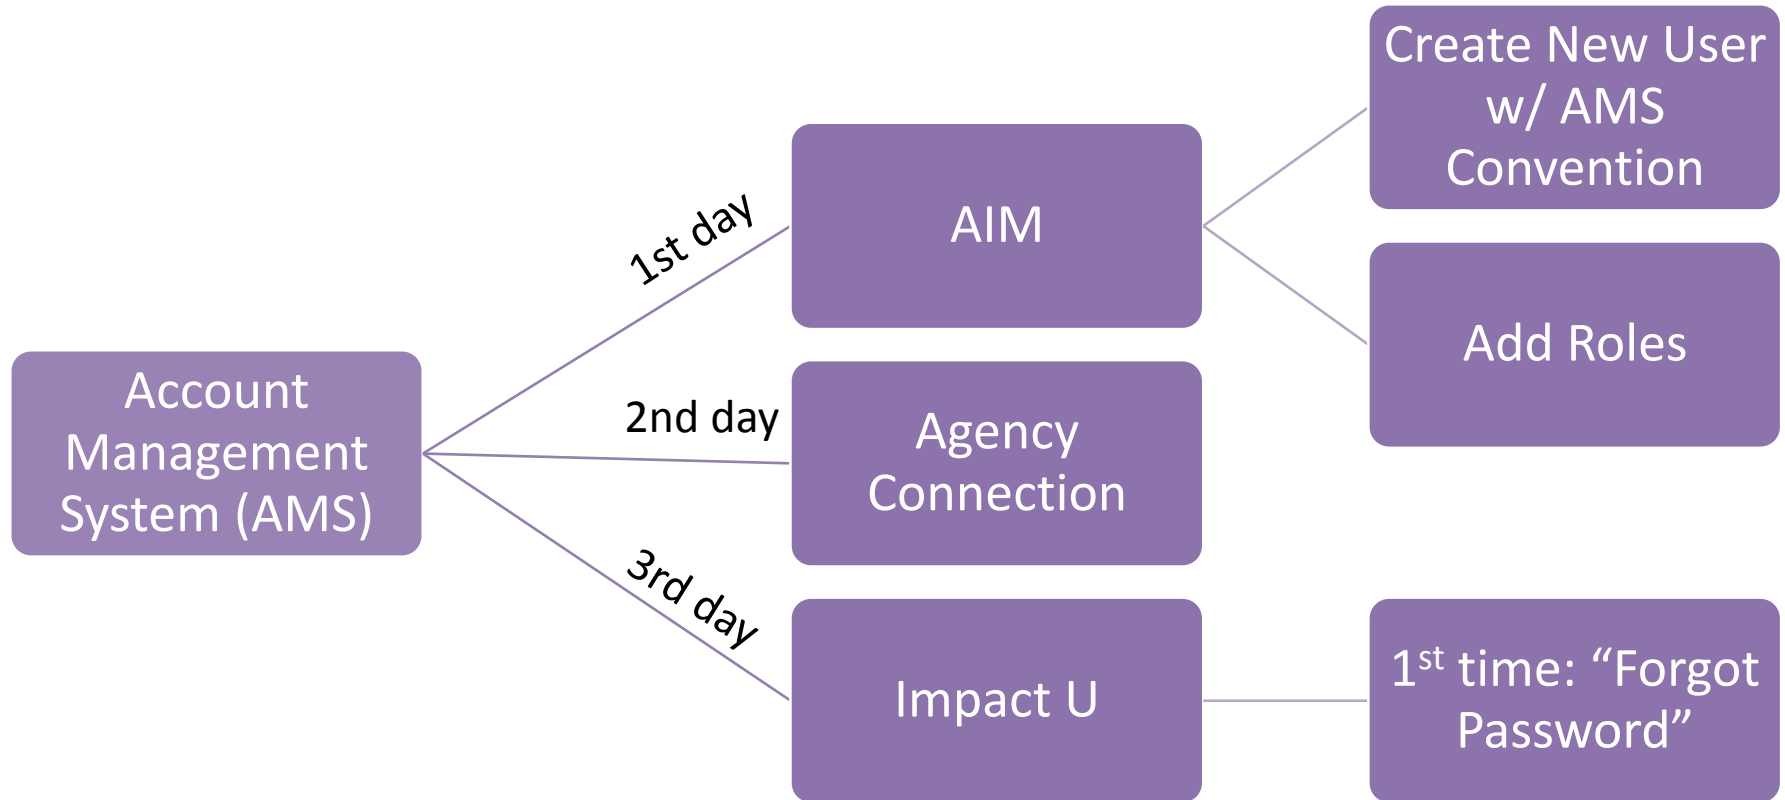 Account
Management
System (AMS)
1st day
2nd day
3rd day
AIM
Agency
Connection
Impact U
Create New User
w/ AMS
Convention
Add Roles
1st time: “Forgot
Password”